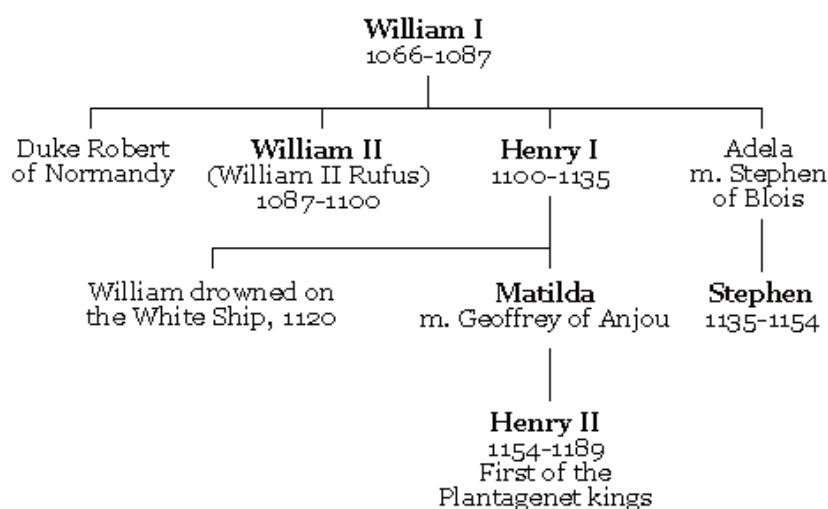 William I
1066-1087
Duke Robert
of Normandy
William II
(William II Rufus)
1087-1100
Henry I
1100-1135
Adela
m. Stephen
of Blois
William drowned on
the White Ship, 1120
Matilda
m. Geoffrey of Anjou
Stephen
1135-1154
Henry II
1154-1189
First of the
Plantagenet kings